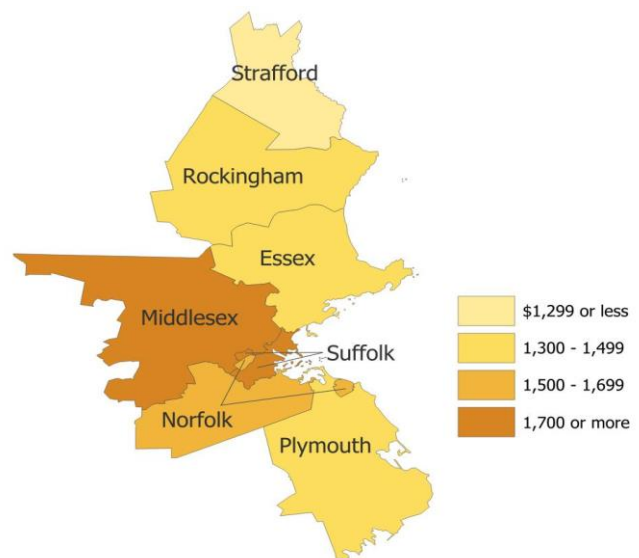 Strafford
Rockingham
Essex
Middlesex
Suffolk
Norfolk
Plymouth
$1,299 or less
1,300 - 1,499
1,500 - 1,699
1,700 or more